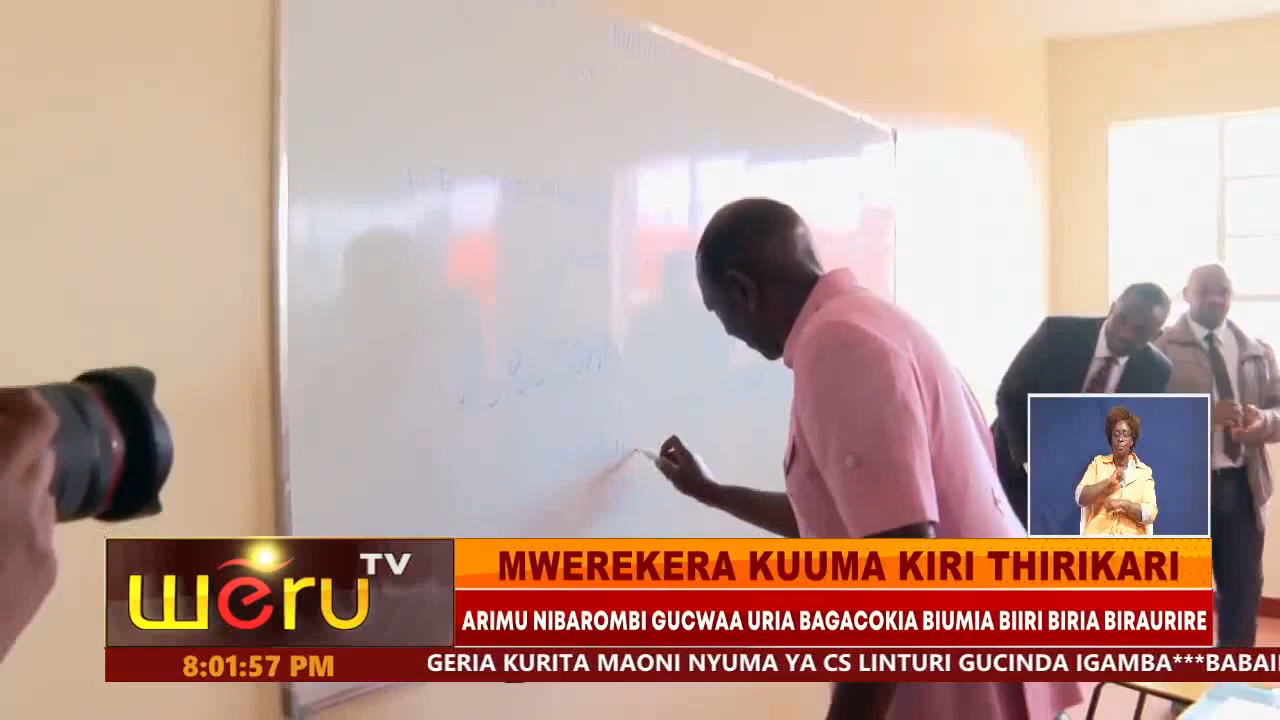 weru TV
MWEREKERA KUUMA KIRI THIRIKARI
ARIMU NIBAROMBI GUCWAA URIA BAGACOKIA BIUMIA BIIRI BIRIA BIRAURIRE
8:01:57 PM
GERIA KURITA MAONI NYUMA YA CS LINTURI GUCINDA IGAMBA***BABAI